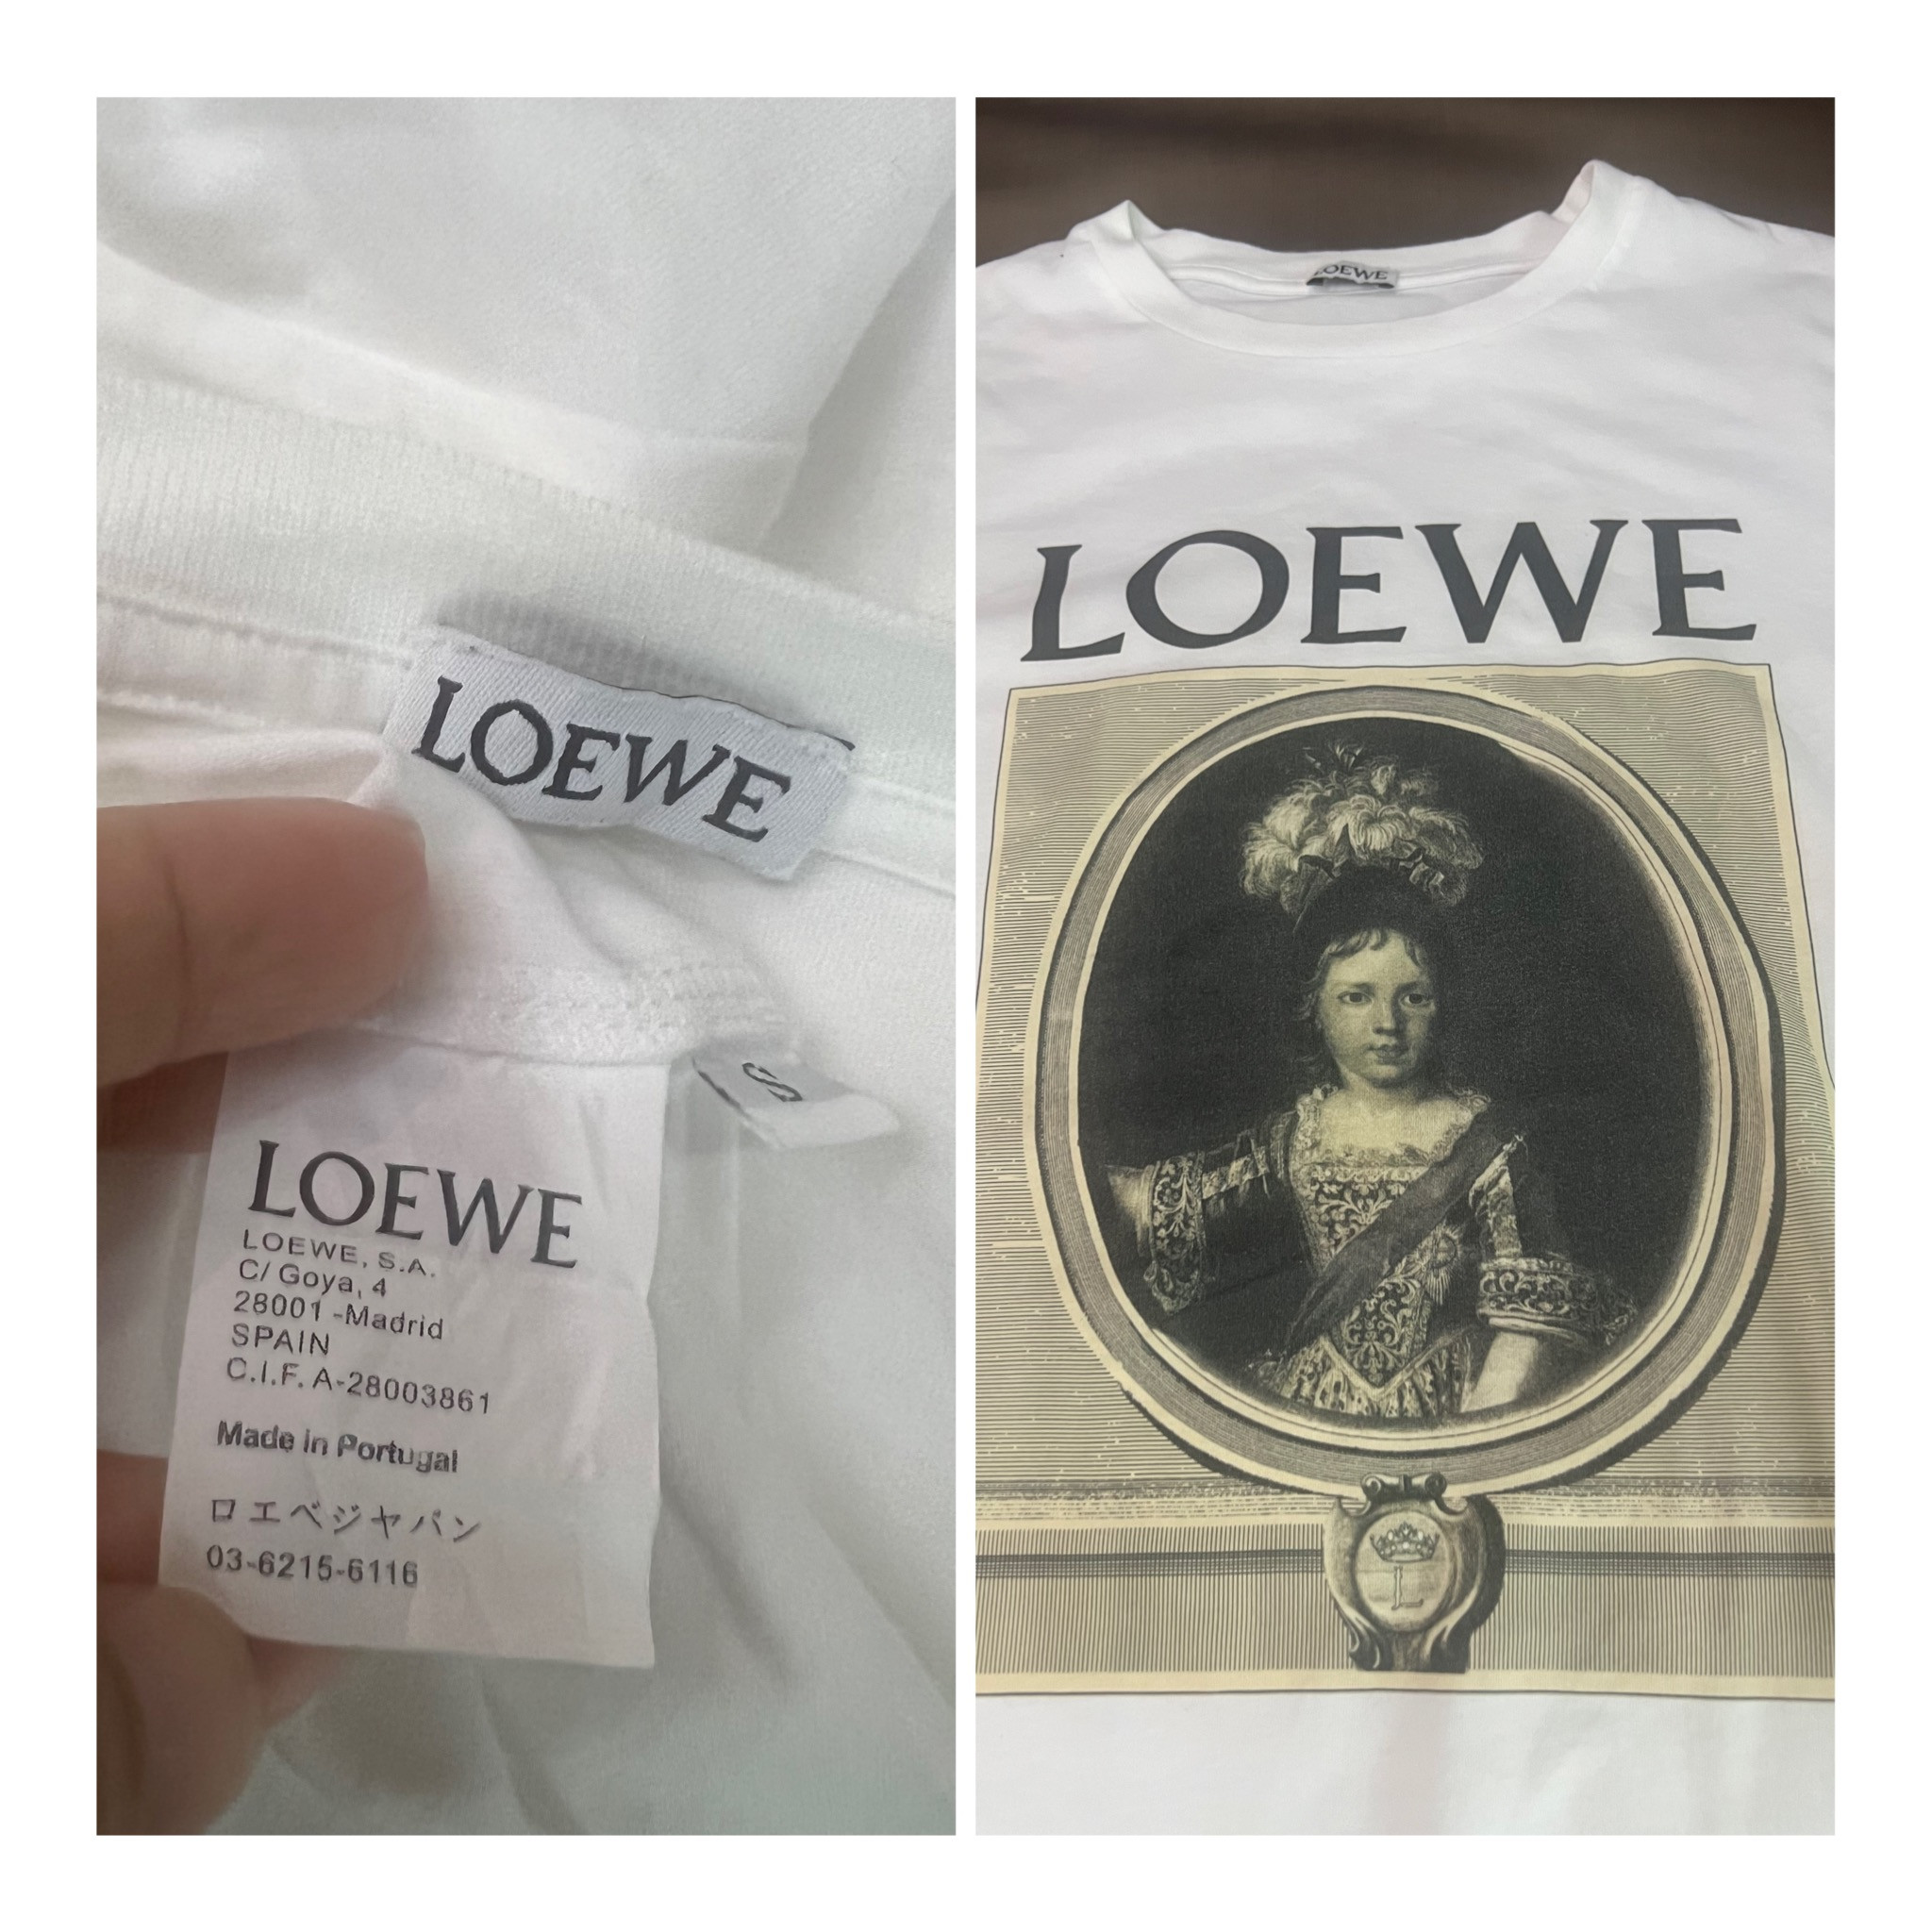 LOEWE
S
LOEWE
LOEWE, S.A.
C/ Goya, 4
28001 -Madrid
SPAIN
C.I.F. A-28003861
Made in Portugal
ロエベジャパン
03-6215-6116
LOEWE
LOEWE
L